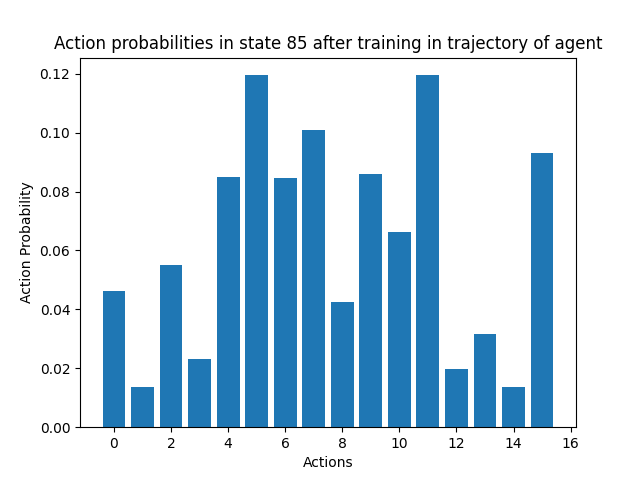 Action probabilities in state 85 after training in trajectory of agent
0.12
0.10
0.08
0.06
0.04
0.02
0.00
Action Probability
0 2 4 6 8 10 12 14 16
Actions